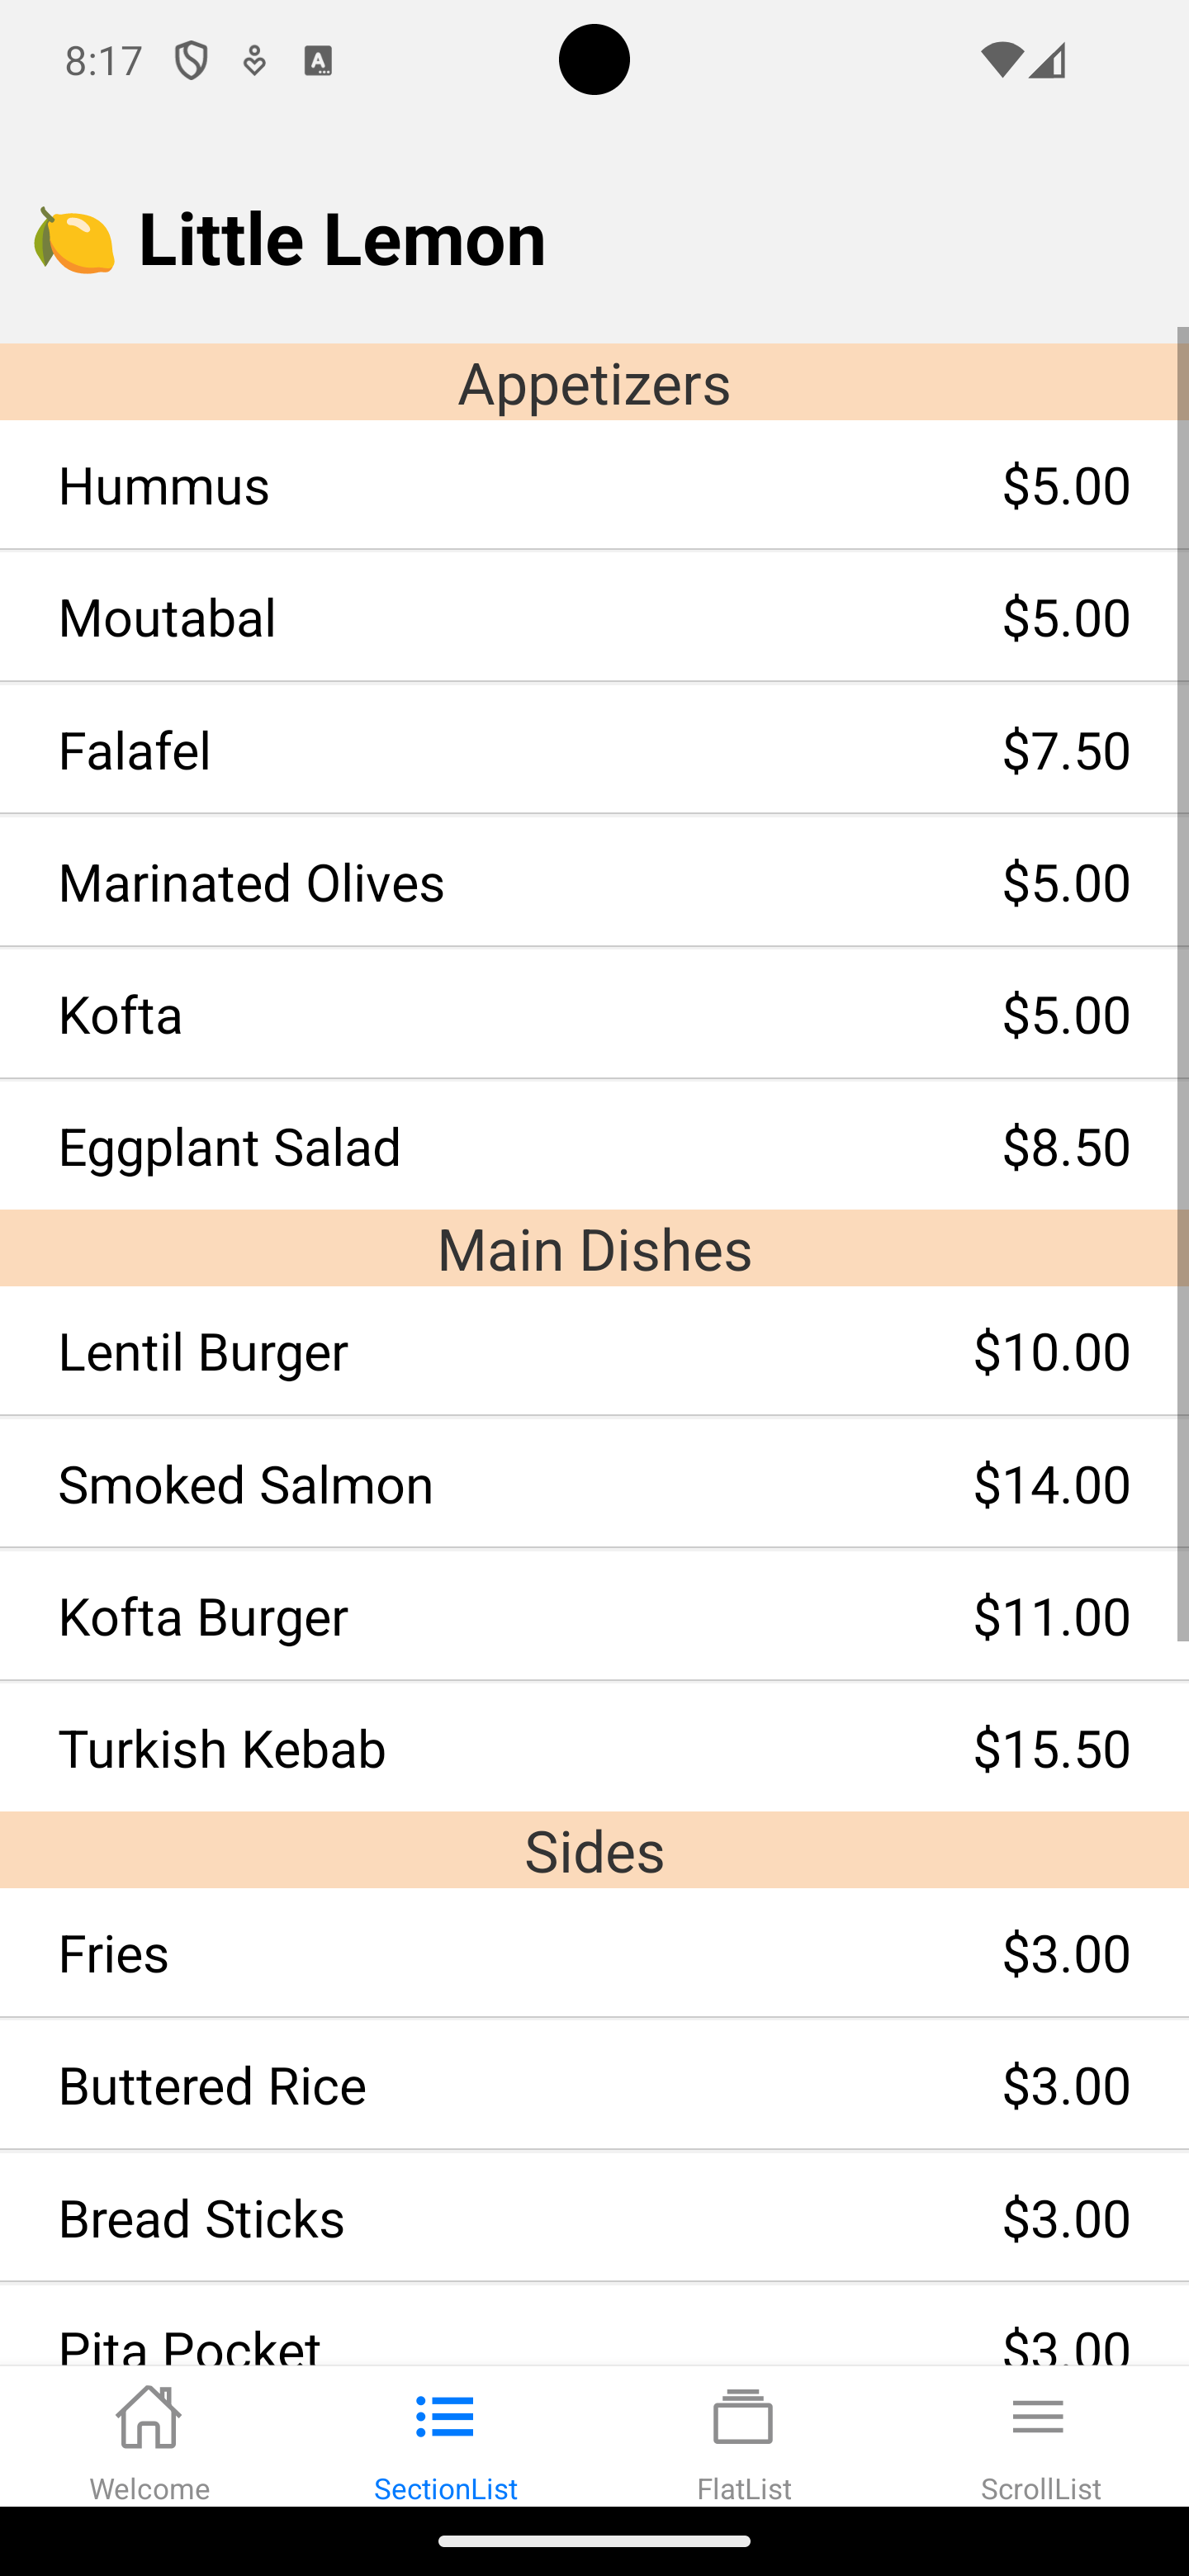 8:17
Little Lemon
Appetizers
Hummus $5.00
Moutabal $5.00
Falafel $7.50
Marinated Olives $5.00
Kofta $5.00
Eggplant Salad $8.50
Main Dishes
Lentil Burger $10.00
Smoked Salmon $14.00
Kofta Burger $11.00
Turkish Kebab $15.50
Sides
Fries $3.00
Buttered Rice $3.00
Bread Sticks $3.00
Pita Pocket $3.00
Welcome SectionList FlatList ScrollList